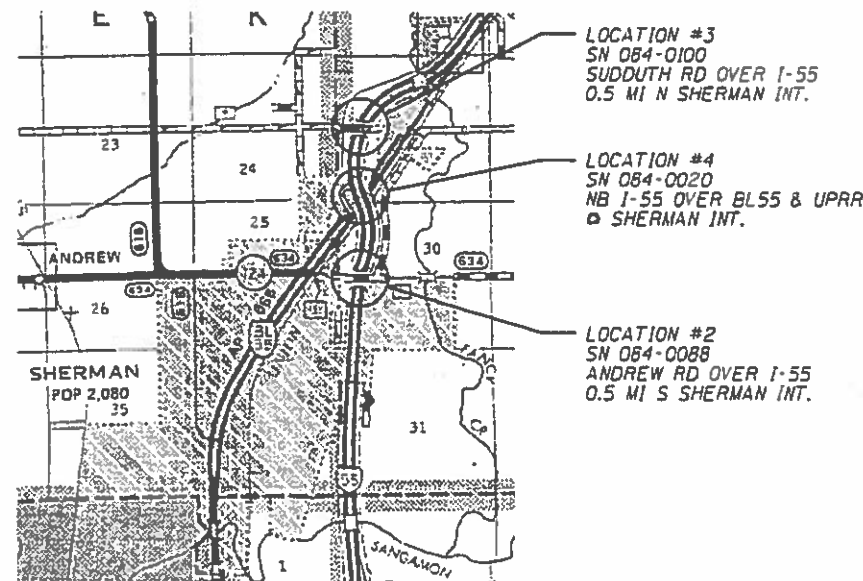 E K
LOCATION #3
SN 084-0100
SUDDUTH RD OVER I-55
0.5 MI N SHERMAN INT.
23
24
LOCATION #4
SN 084-0020
NB I-55 OVER BL55 & UPRR
@ SHERMAN INT.
25
30
ANDREW
124
634
634
26
LOCATION #2
SN 084-0088
ANDREW RD OVER I-55
0.5 MI S SHERMAN INT.
FANCY
CR
SHERMAN
POP 2,080
35
31
55
SANGAMON
1